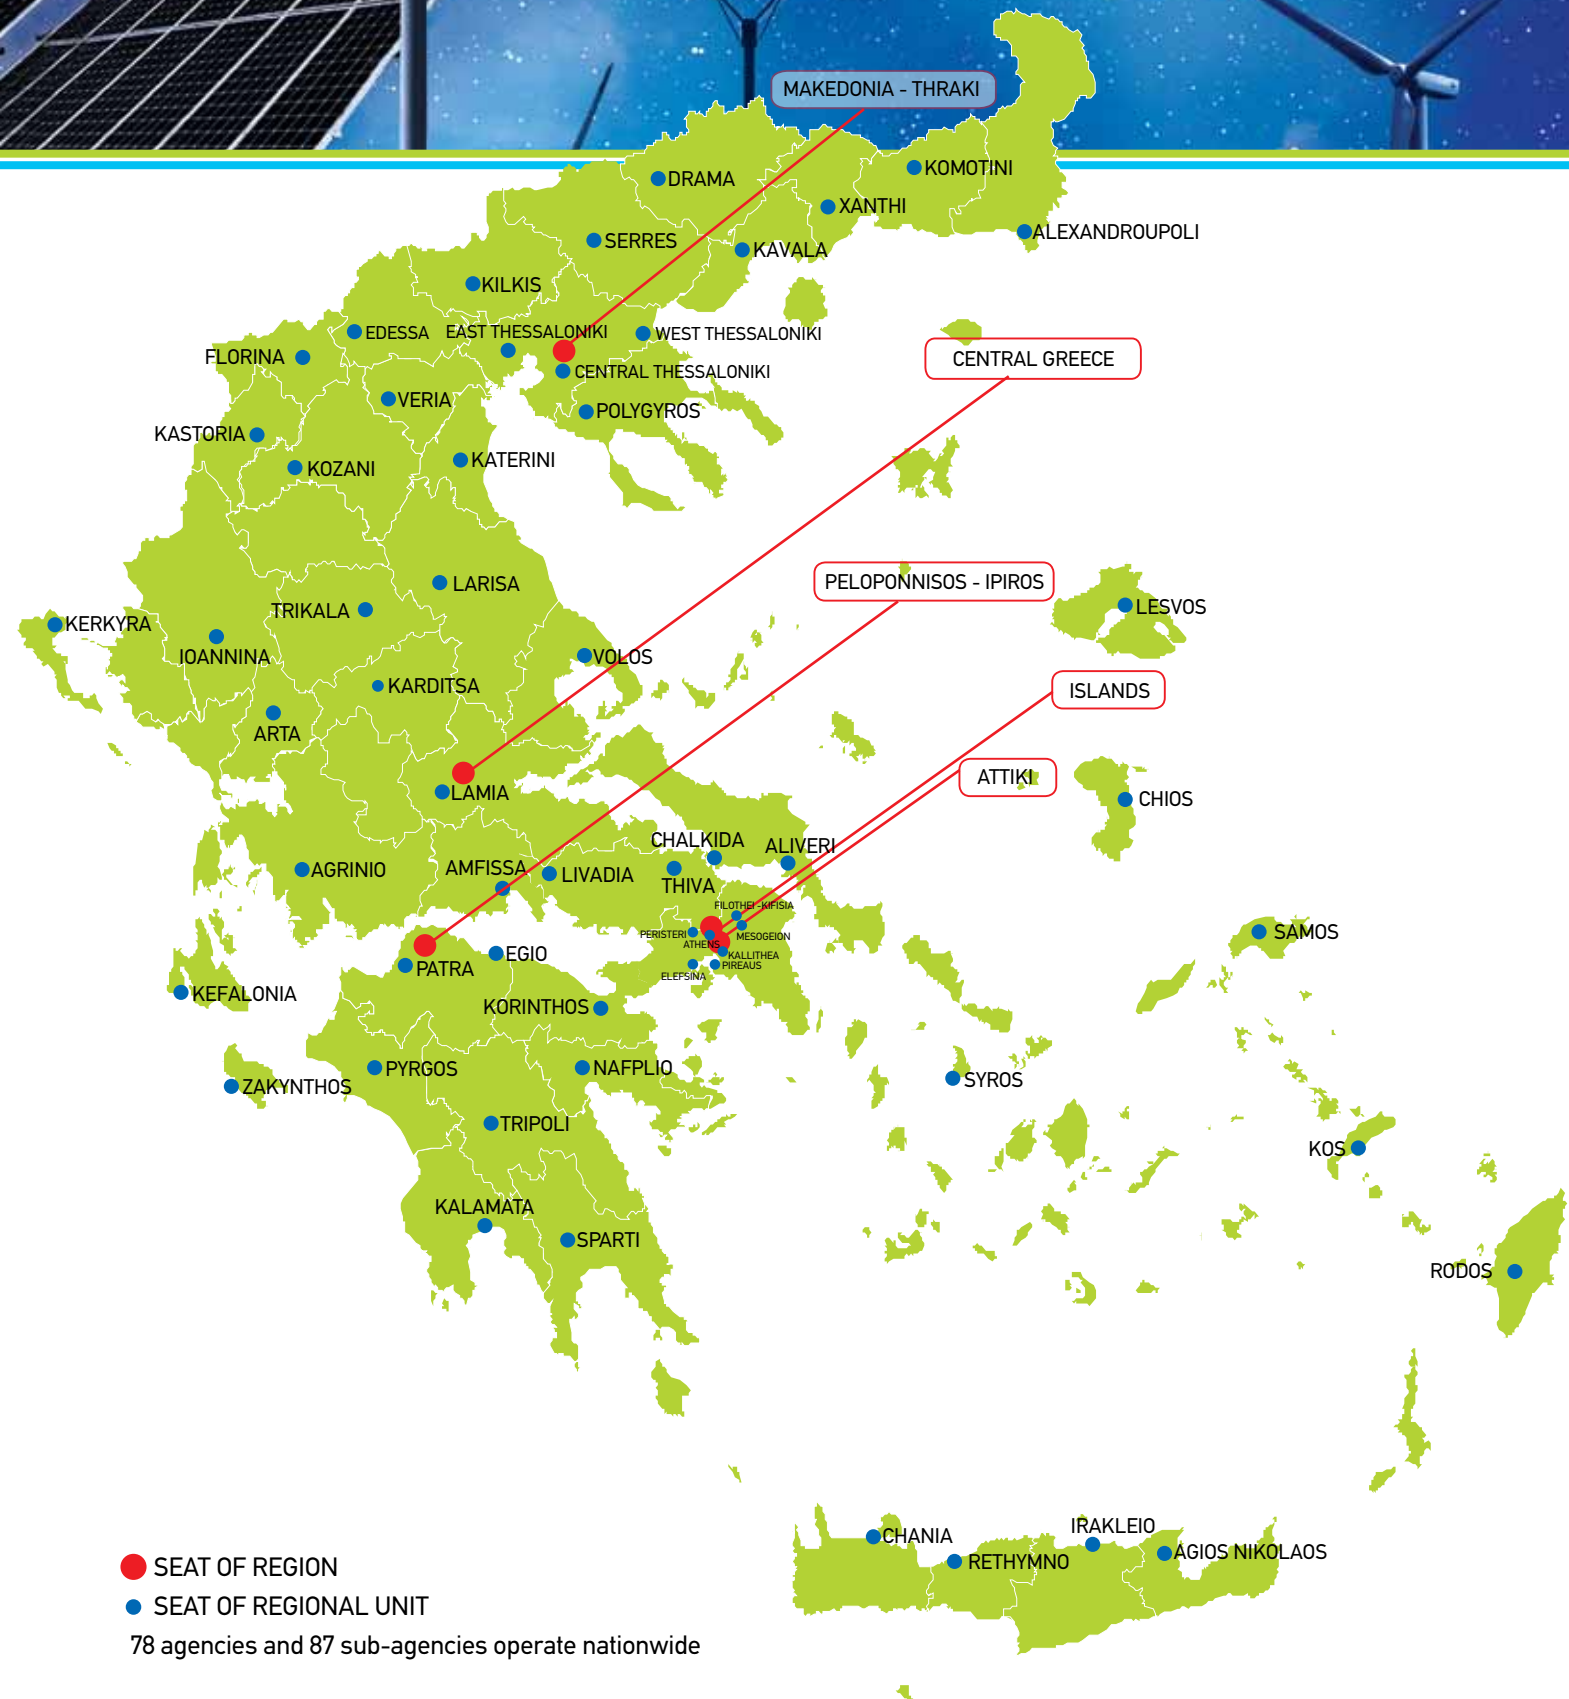 MAKEDONIA - THRAKI
KOMOTINI
DRAMA
XANTHI
ALEXANDROUPOLI
SERRES
KAVALA
KILKIS
EDESSA
EAST THESSALONIKI
WEST THESSALONIKI
FLORINA
CENTRAL GREECE
CENTRAL THESSALONIKI
VERIA
POLYGYROS
KASTORIA
KOZANI
KATERINI
LARISA
PELOPONNISOS - IPIROS
TRIKALA
LESVOS
KERKYRA
IOANNINA
VOLOS
KARDITSA
ISLANDS
ARTA
ATTIKI
LAMIA
CHIOS
CHALKIDA
ALIVERI
AGRINIO
AMFISSA
LIVADIA
THIVA
FILOTHEI -KIFISIA
PERISTERI
MESOGEION
ATHENS
SAMOS
EGIO
KALLITHEA
PATRA
PIREAUS
ELEFSINA
KEFALONIA
KORINTHOS
PYRGOS
NAFPLIO
SYROS
ZAKYNTHOS
TRIPOLI
KOS
KALAMATA
SPARTI
RODOS
IRAKLEIO
CHANIA
AGIOS NIKOLAOS
RETHYMNO
SEAT OF REGION
SEAT OF REGIONAL UNIT
78 agencies and 87 sub-agencies operate nationwide